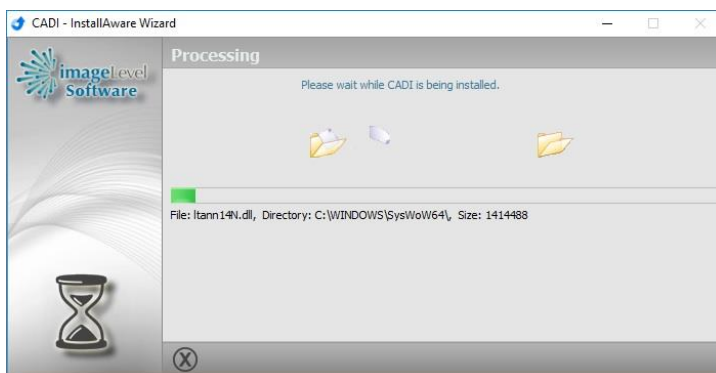 CADI - InstallAware Wizard
imageLevel
Software
Processing
Please wait while CADI is being installed.
File: ltann14N.dll, Directory: C:\WINDOWS\SysWoW64\, Size: 1414488